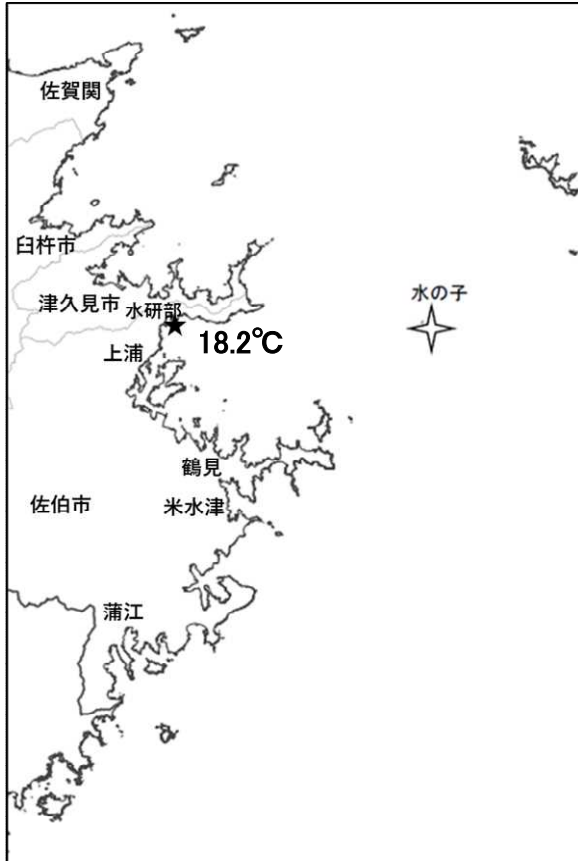 佐賀関
臼杵市
水の子
津久見市
水研部
18.2℃
上浦
鶴見
佐伯市
米水津
蒲江